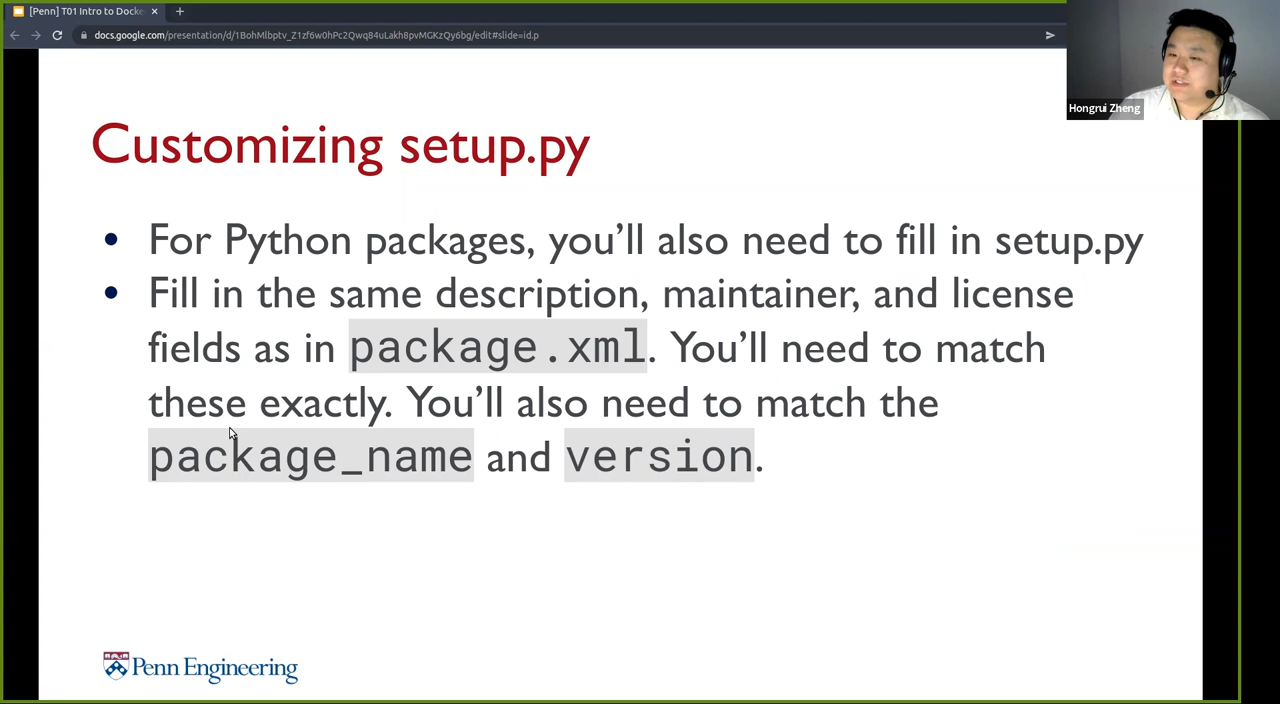 [Penn] T01 Intro to Docke
docs.google.com/presentation/d/1BohMlbptv_Z1zf6w0hPc2Qwq84uLakh8pvMGKzQy6bg/edit#slide=id.p
Hongrui Zheng
Customizing setup.py
• For Python packages, you’ll also need to fill in setup.py
• Fill in the same description, maintainer, and license
fields as in package.xml. You’ll need to match
these exactly. You’ll also need to match the
package_name and version.
Penn Engineering